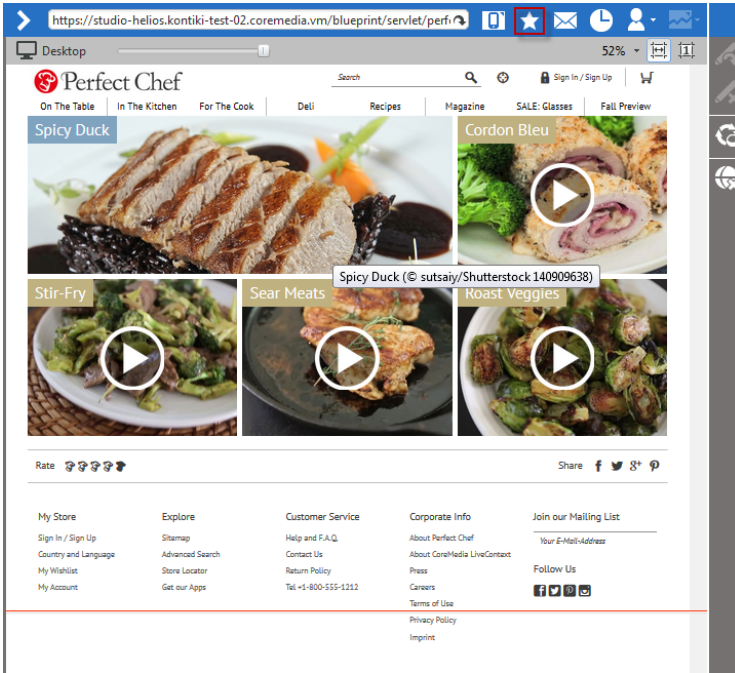 https://studio-helios.kontiki-test-02.coremedia.vm/blueprint/servlet/perfe
Desktop
52%
1
Perfect Chef
Search
Sign In / Sign Up
On The Table
In The Kitchen
For The Cook
Deli
Recipes
Magazine
SALE: Glasses
Fall Preview
Spicy Duck
Cordon Bleu
Spicy Duck (© sutsaiy/Shutterstock 140909638)
Stir-Fry
Sear Meats
Roast Veggies
Rate
Share
My Store
Explore
Customer Service
Corporate Info
Join our Mailing List
Sign In / Sign Up
Sitemap
Help and F.A.Q.
About Perfect Chef
Your E-Mail-Address
Country and Language
Advanced Search
Contact Us
About CoreMedia LiveContext
My Wishlist
Store Locator
Return Policy
Press
Follow Us
My Account
Get our Apps
Tel +1-800-555-1212
Careers
Terms of Use
Privacy Policy
Imprint